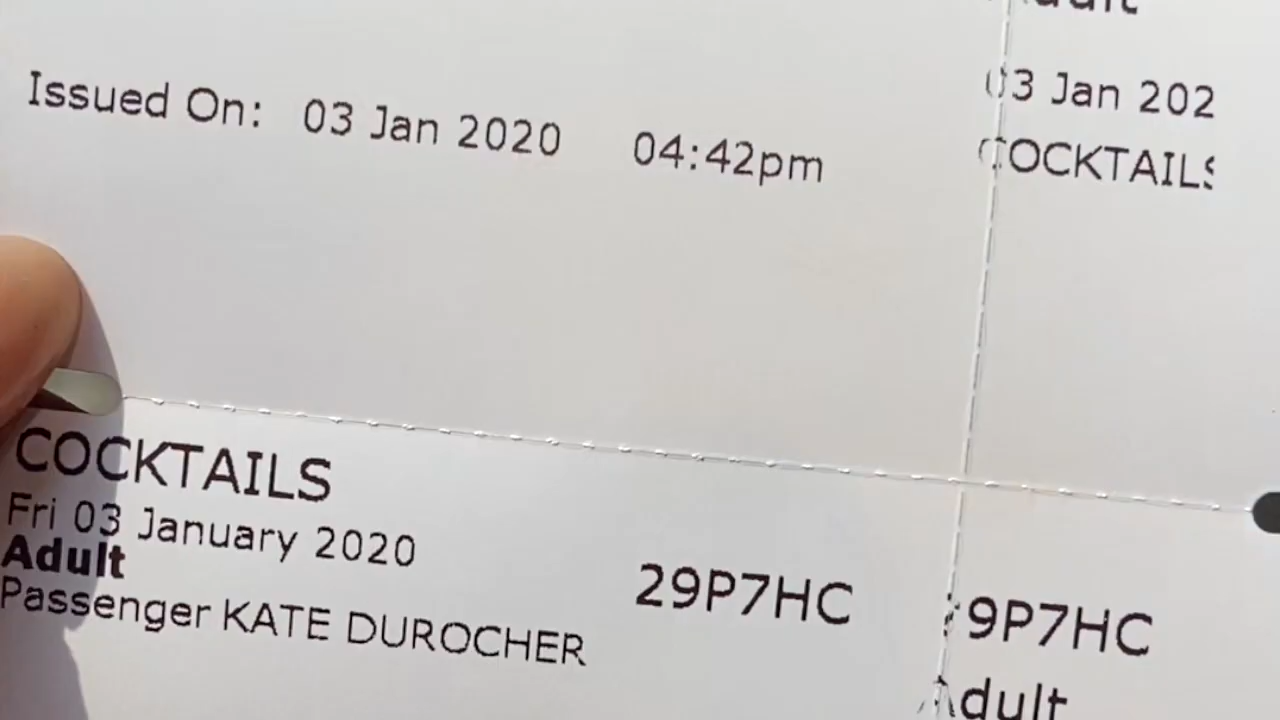 Issued On: 03 Jan 2020 04:42pm
03 Jan 202
COCKTAILS
COCKTAILS
Fri 03 January 2020
Adult
Passenger KATE DUROCHER
29P7HC
9P7HC
Adult